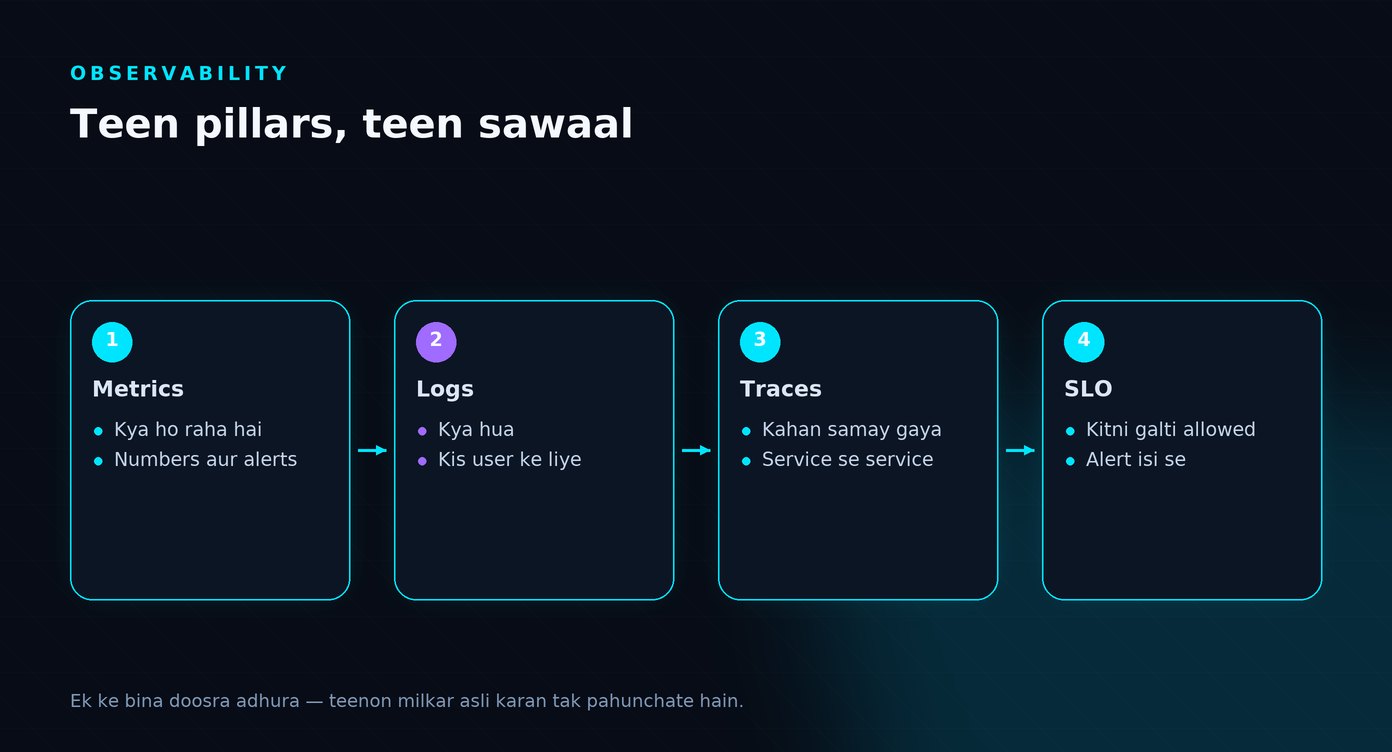 OBSERVABILITY
Teen pillars, teen sawaal
1
Metrics
Kya ho raha hai
Numbers aur alerts
2
Logs
Kya hua
Kis user ke liye
3
Traces
Kahan samay gaya
Service se service
4
SLO
Kitni galti allowed
Alert isi se
Ek ke bina doosra adhura — teenon milkar asli karan tak pahunchate hain.